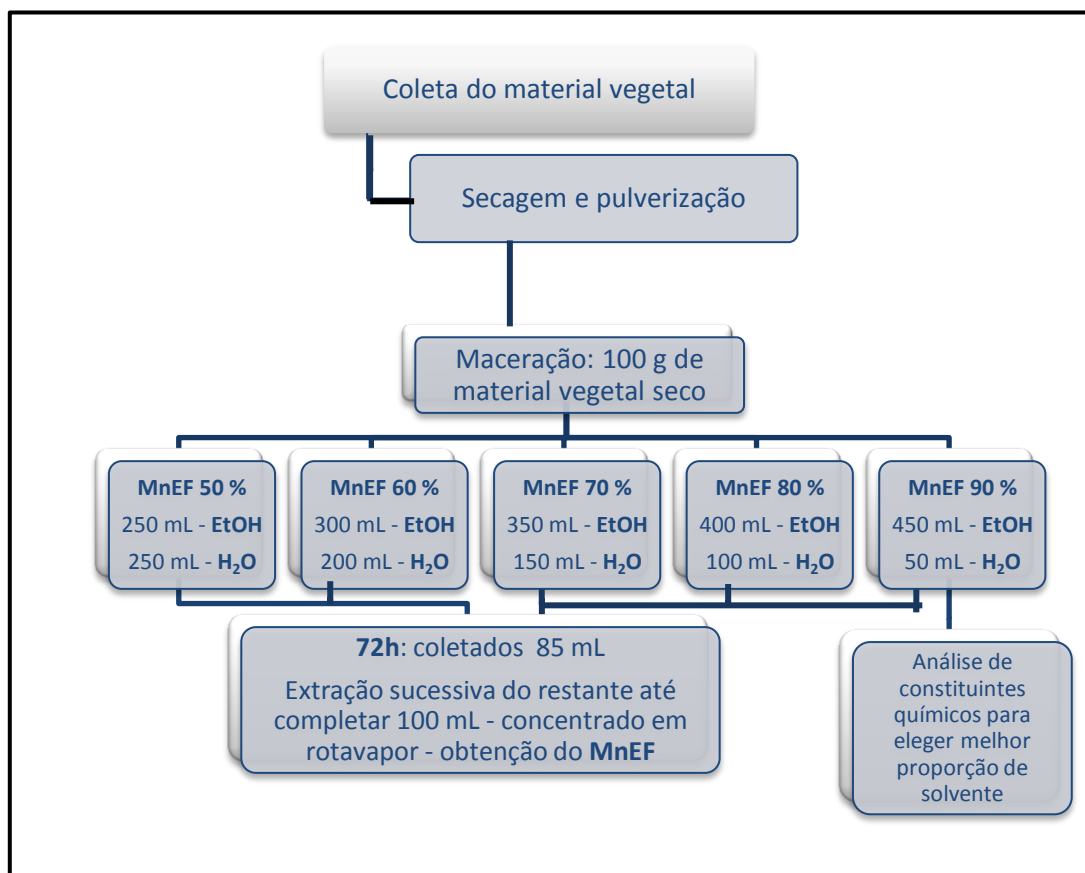 Coleta do material vegetal
Secagem e pulverização
Maceração: 100 g de
material vegetal seco
MnEF 50 %
250 mL - EtOH
250 mL - H₂O
MnEF 60 %
300 mL - EtOH
200 mL - H₂O
MnEF 70 %
350 mL - EtOH
150 mL - H₂O
MnEF 80 %
400 mL - EtOH
100 mL - H₂O
MnEF 90 %
450 mL - EtOH
50 mL - H₂O
72h: coletados 85 mL
Extração sucessiva do restante até
completar 100 mL - concentrado em
rotavapor - obtenção do MnEF
Análise de
constituintes
químicos para
eleger melhor
proporção de
solvente